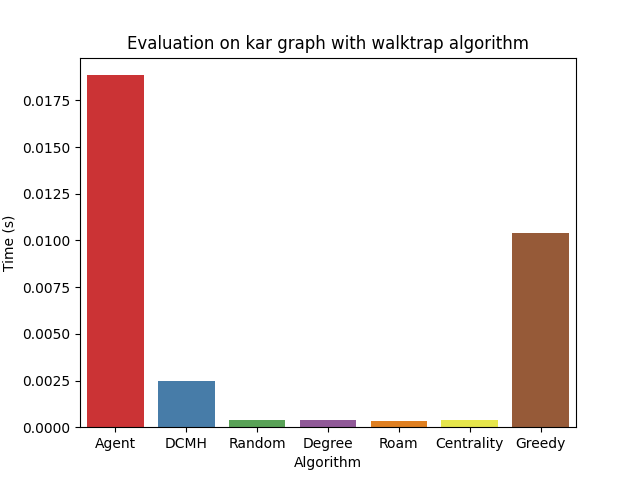 Evaluation on kar graph with walktrap algorithm
0.0175
0.0150
0.0125
0.0100
0.0075
0.0050
0.0025
0.0000
Time (s)
Agent DCMH Random Degree Roam Centrality Greedy
Algorithm